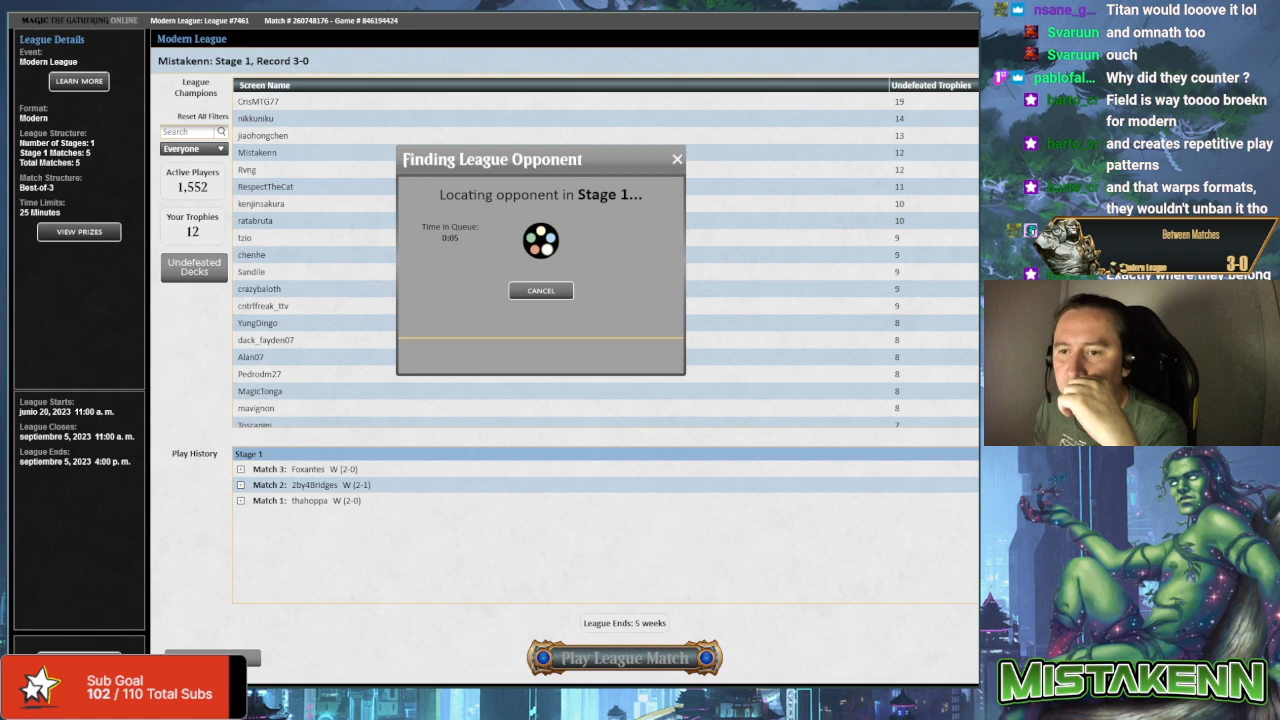 MAGIC THE GATHERING ONLINE
Modern League: League #7461
Match # 260748176 - Game # 846194424
League Details
Event:
Modern League
LEARN MORE
Format:
Modern
League Structure:
Number of Stages: 1
Stage 1 Matches: 5
Total Matches: 5
Match Structure:
Best-of-3
Time Limits:
25 Minutes
VIEW PRIZES
League Starts:
junio 20, 2023 11:00 a. m.
League Closes:
septiembre 5, 2023 11:00 a. m.
League Ends:
septiembre 5, 2023 4:00 p. m.
Modern League
Mistakenn: Stage 1, Record 3-0
League
Champions
Reset All Filters
Search
Everyone
Active Players
1,552
Your Trophies
12
Undefeated
Decks
Screen Name
Undefeated Trophies
CrisMTG77 19
nikkuniku 14
jiaohongchen 13
Mistakenn 12
Rvng 12
RespectTheCat 11
kenjinsakura 10
ratabruta 10
tzio 9
chenhe 9
Sandile 9
crazybaloth 9
cntrlfreak_ttv 9
YungDingo 8
dack_fayden07 8
Alan07 8
Pedrodm27 8
MagicTonga 8
mavignon 8
Toscanini 7
Finding League Opponent
Locating opponent in Stage 1...
Time in Queue:
0:05
CANCEL
Play History
Stage 1
Match 3: Foxantes W (2-0)
Match 2: 2by4Bridges W (2-1)
Match 1: thahoppa W (2-0)
League Ends: 5 weeks
Play League Match
Sub Goal
102 / 110 Total Subs
nsane_g... Titan would looove it lol
Svaruun and omnath too
Svaruun ouch
pablofal... Why did they counter ?
barto_cr Field is way toooo broekn
for modern
barto_cr and creates repetitive play
patterns
barto_cr and that warps formats,
they wouldn't unban it tho
Between Matches
Modern League
3-0
Exactly where they belong
MISTAKENN